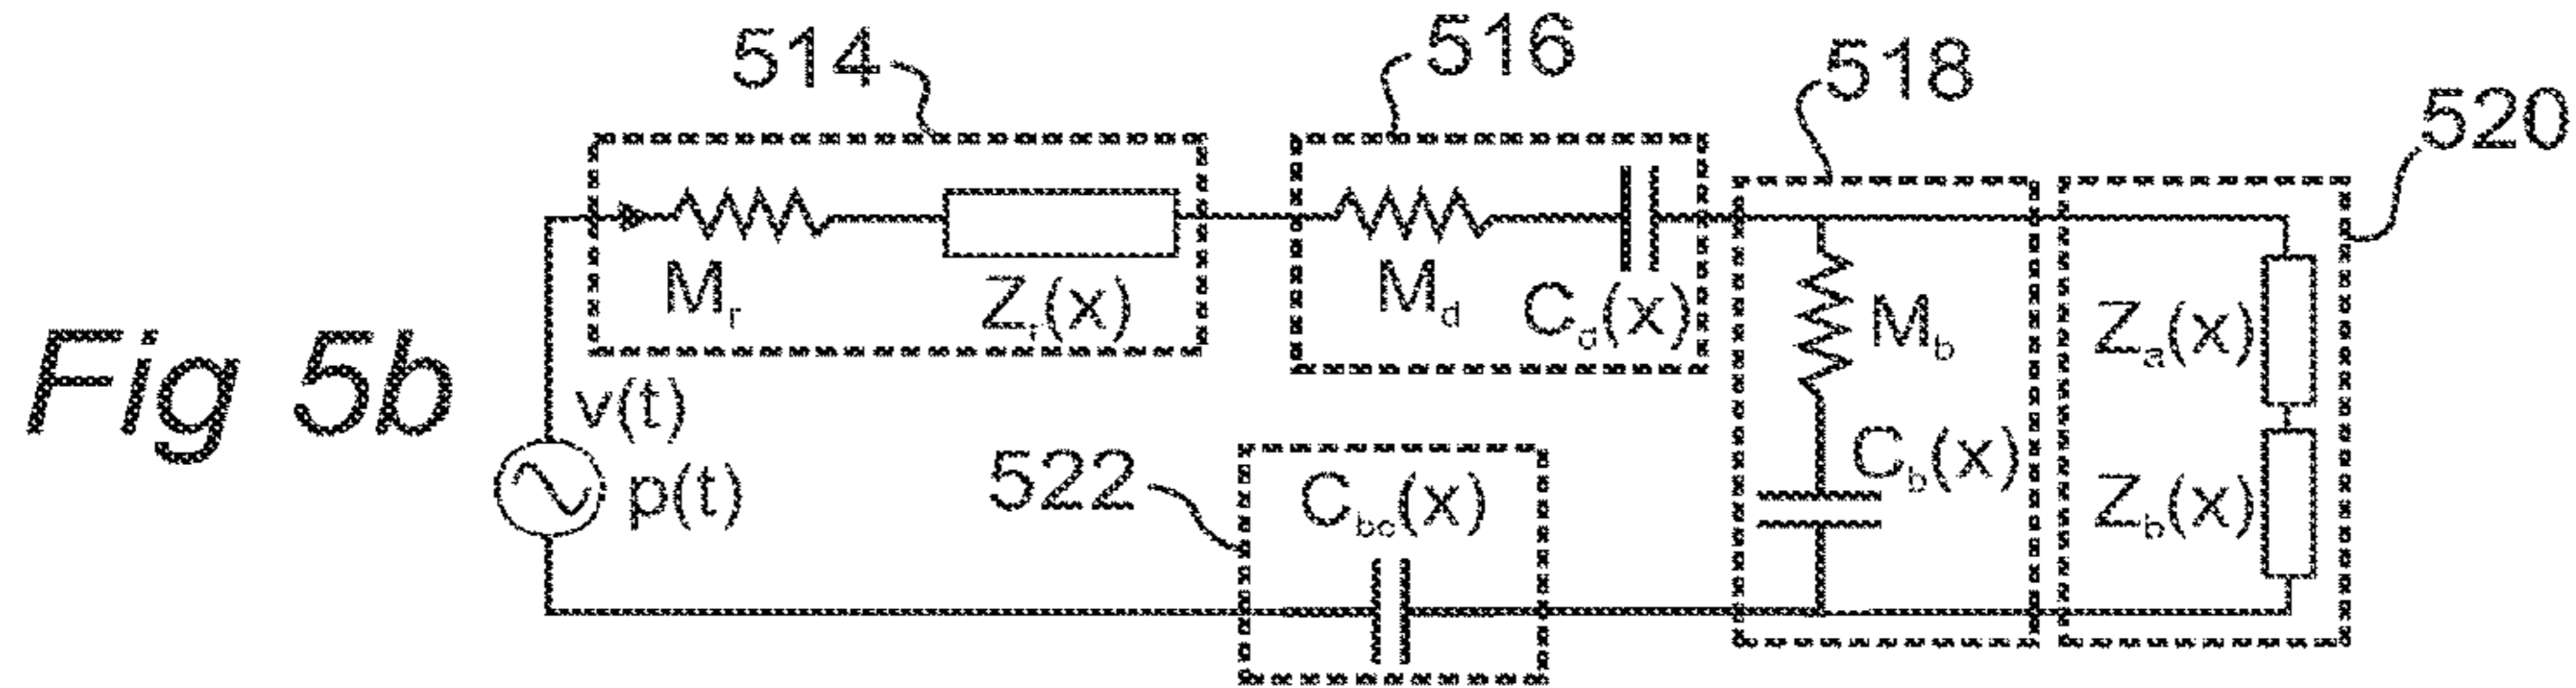 514
516
518
520
Mr
Zr(x)
Md
Cd(x)
Mb
Za(x)
Fig 5b
v(t)
p(t)
522
Cbc(x)
Cb(x)
Zb(x)